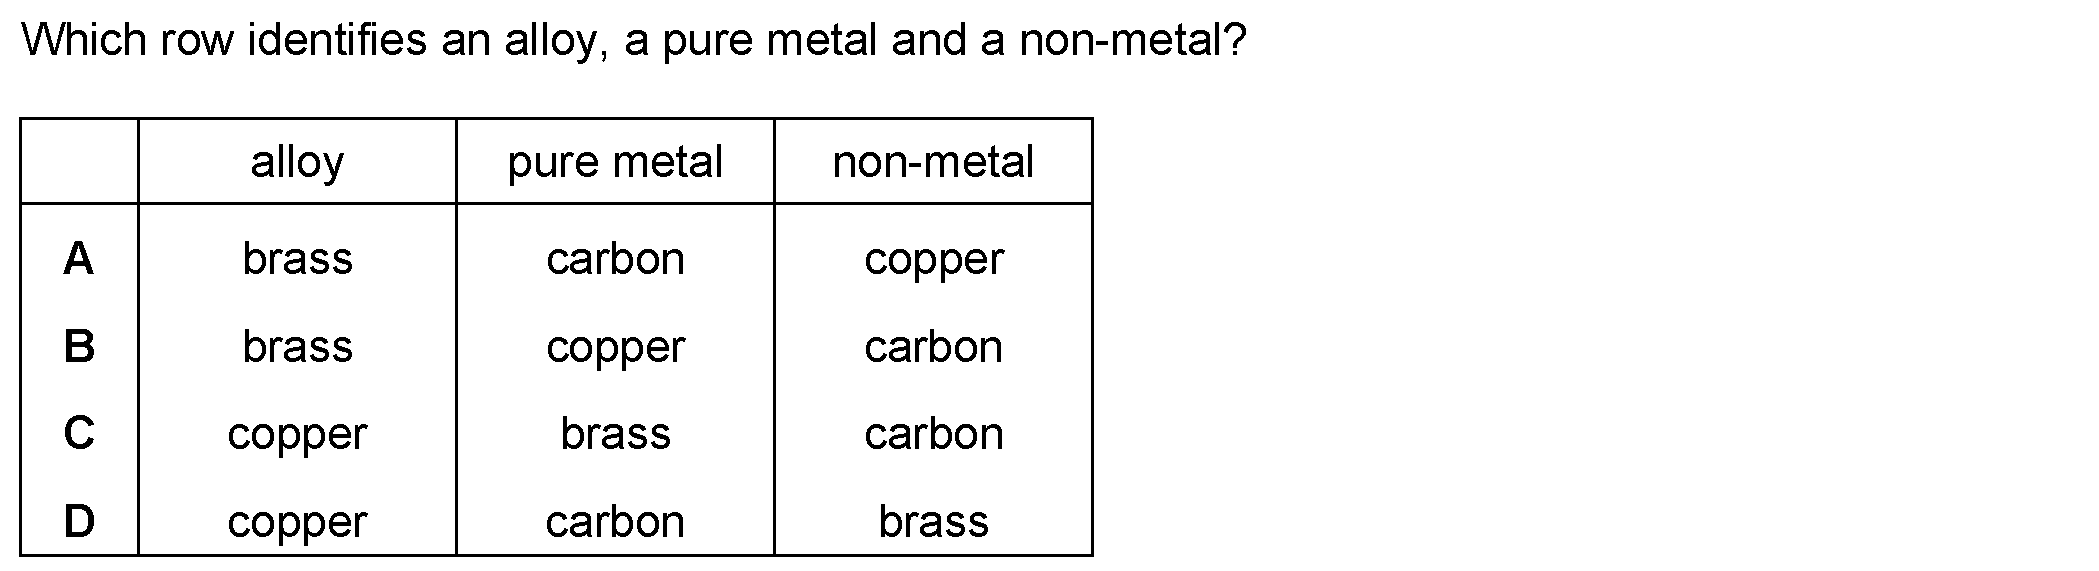 Which row identifies an alloy, a pure metal and a non-metal?
alloy pure metal non-metal
A brass carbon copper
B brass copper carbon
C copper brass carbon
D copper carbon brass